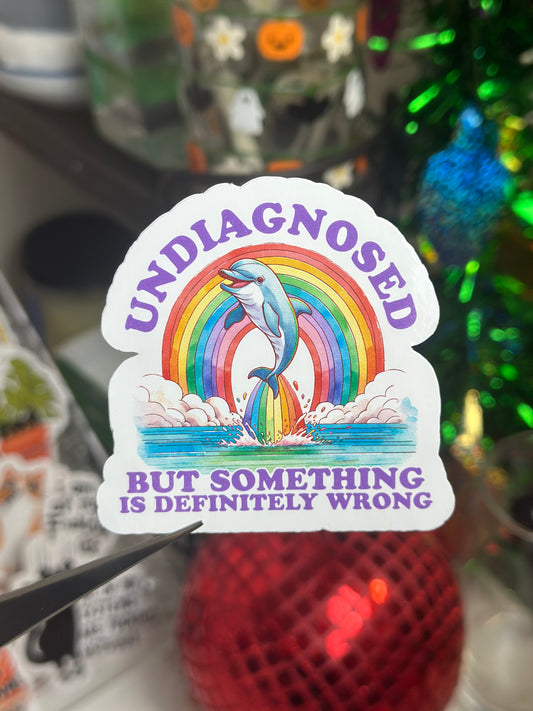 UNDIAGNOSED
BUT SOMETHING
IS DEFINITELY WRONG